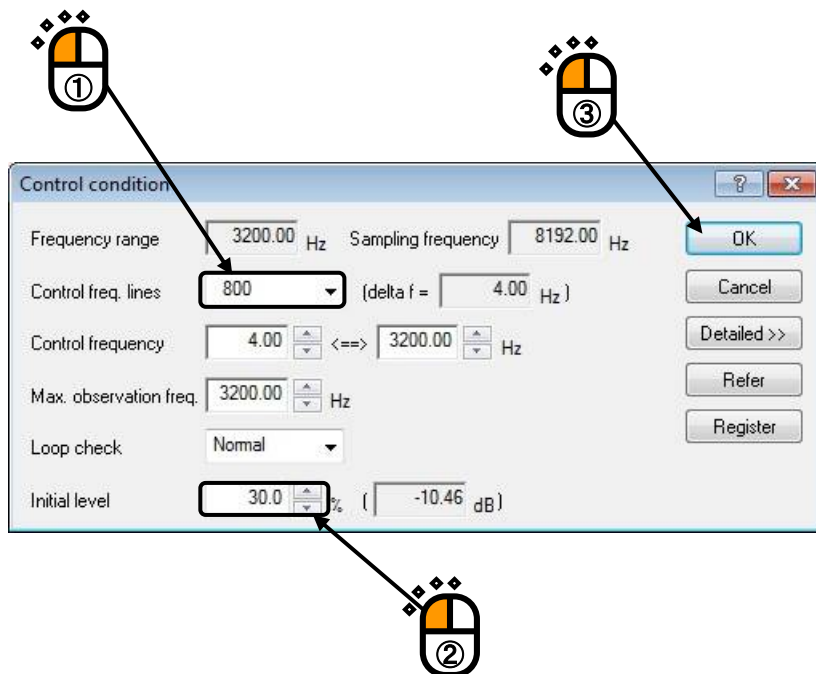 ①
③
Control condition
Frequency range 3200.00 Hz Sampling frequency 8192.00 Hz OK
Control freq. lines 800 (delta f = 4.00 Hz ) Cancel
Control frequency 4.00 <==> 3200.00 Hz Detailed >>
Max. observation freq. 3200.00 Hz Refer
Loop check Normal Register
Initial level 30.0 % ( -10.46 dB )
②